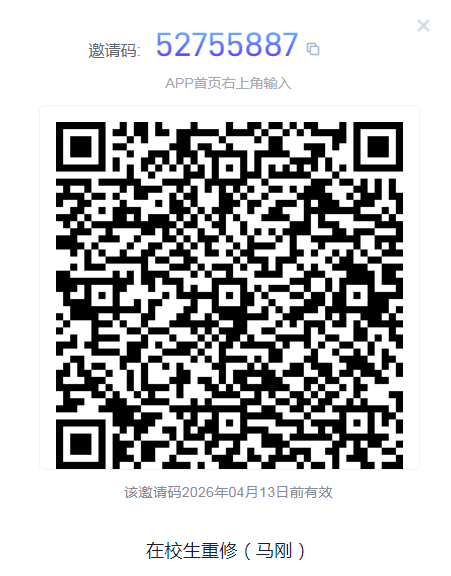 邀请码: 52755887
APP首页右上角输入
该邀请码2026年04月13日前有效
在校生重修（马刚）